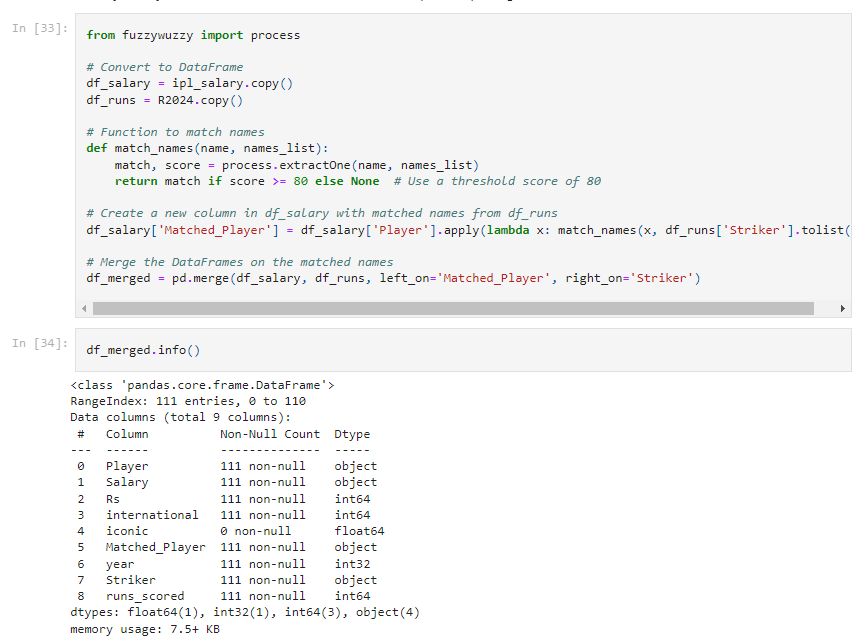 In [33]:
from fuzzywuzzy import process
# Convert to DataFrame
df_salary = ipl_salary.copy()
df_runs = R2024.copy()
# Function to match names
def match_names(name, names_list):
    match, score = process.extractOne(name, names_list)
    return match if score >= 80 else None  # Use a threshold score of 80
# Create a new column in df_salary with matched names from df_runs
df_salary['Matched_Player'] = df_salary['Player'].apply(lambda x: match_names(x, df_runs['Striker'].tolist(
# Merge the DataFrames on the matched names
df_merged = pd.merge(df_salary, df_runs, left_on='Matched_Player', right_on='Striker')
In [34]:
df_merged.info()
<class 'pandas.core.frame.DataFrame'>
RangeIndex: 111 entries, 0 to 110
Data columns (total 9 columns):
 #   Column          Non-Null Count  Dtype
---  ------          --------------  -----
 0   Player          111 non-null    object
 1   Salary          111 non-null    object
 2   Rs              111 non-null    int64
 3   international   111 non-null    int64
 4   iconic          0 non-null      float64
 5   Matched_Player  111 non-null    object
 6   year            111 non-null    int32
 7   Striker         111 non-null    object
 8   runs_scored     111 non-null    int64
dtypes: float64(1), int32(1), int64(3), object(4)
memory usage: 7.5+ KB